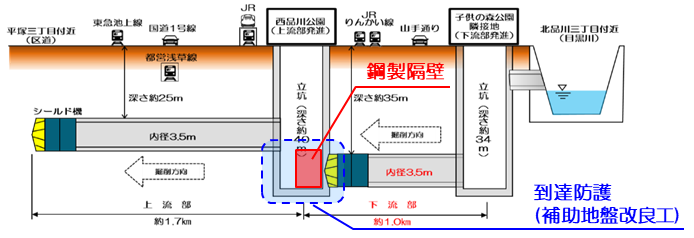 平塚三丁目付近
(区道)
東急池上線
国道1号線
JR
西品川公園
(上流部発進)
JR
りんかい線
山手通り
子供の森公園
隣接地
(下流部発進)
北品川三丁目付近
(目黒川)
都営浅草線
鋼製隔壁
深さ約25m
深さ約35m
立坑(深さ約40m)
立坑(深さ約34m)
シールド機
内径3.5m
掘削方向
掘削方向
内径3.5m
到達防護
(補助地盤改良工)
上流部
約1.7km
下流部
約1.0km